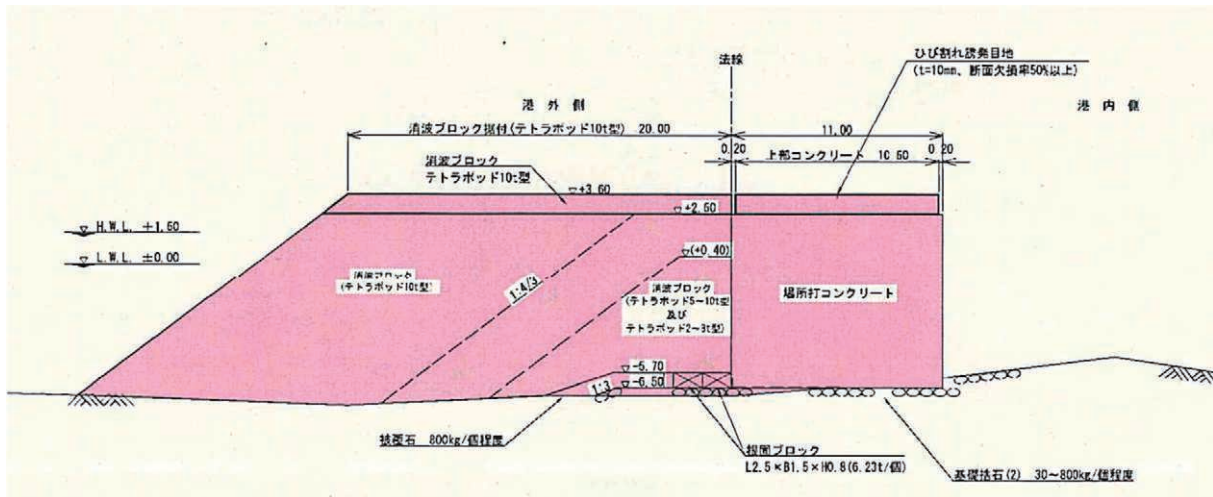 ひび割れ誘発目地
(t=10mm、断面欠損率50%以上)
法線
港外側
港内側
消波ブロック据付(テトラポッド10t型) 20.00
11.00
0.20
上部コンクリート 10.60
0.20
消波ブロック
テトラポッド10t型
+3.60
+2.60
H.W.L. ±1.60
L.W.L. ±0.00
(+0.40)
消波ブロック
(テトラポッド10t型)
1:4/3
消波ブロック
(テトラポッド5~10t型
及び
テトラポッド2~3t型)
場所打コンクリート
-5.70
1:3
-6.50
被覆石 800kg/個程度
根固ブロック
L2.5×B1.5×H0.8(6.23t/個)
基礎捨石(2) 30~800kg/個程度